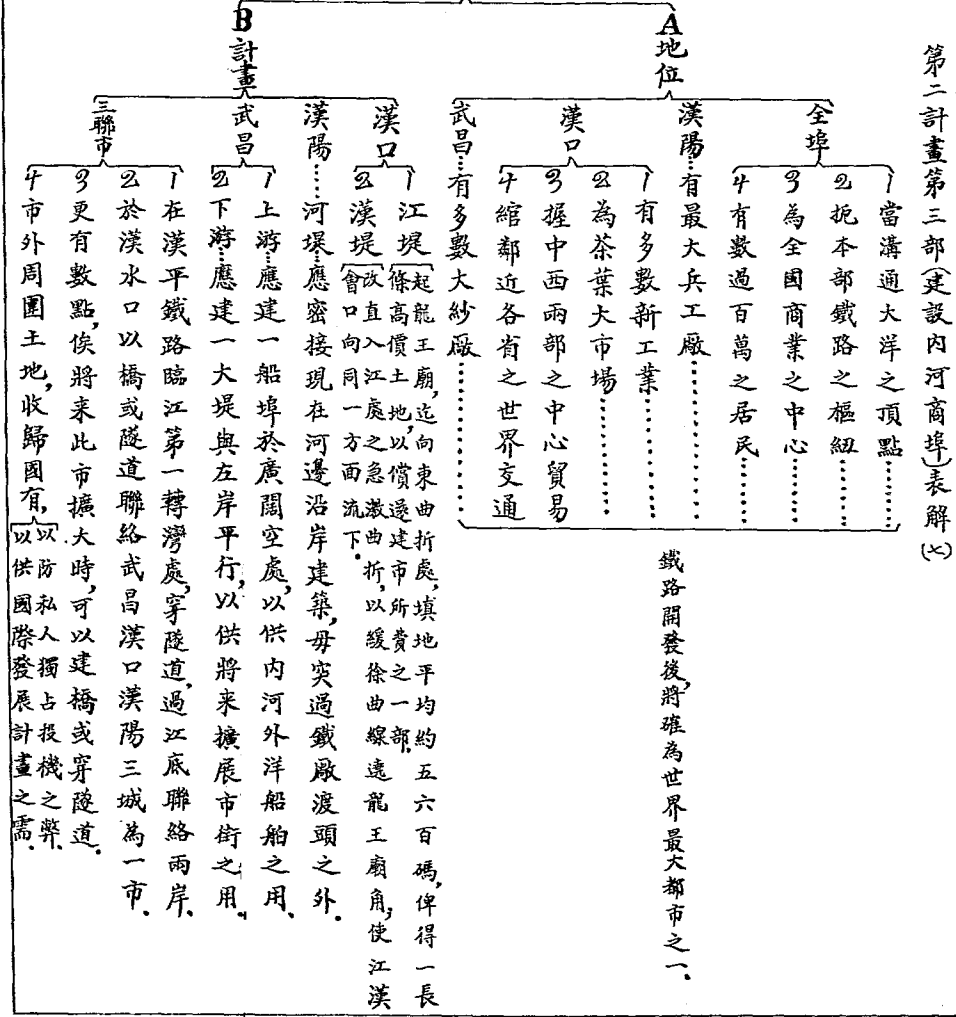 第二計畫第三部(建設內河商埠)表解(七)
A地位
全埠
1當溝通大洋之頂點
2扼本部鐵路之樞紐
3為全國商業之中心
4有數過百萬之居民
漢陽…有最大兵工廠
漢口
1有多數新工業
2為茶葉大市場
3握中西兩部之中心貿易
4綰鄰近各省之世界交通
武昌…有多數大紗廠
鐵路開發後,將確為世界最大都市之一.
B計畫
漢口
1江堤
起龍王廟,迄向東曲折處,填地平均約五六百碼,俾得一長
條高價土地,以償還建市所費之一部.
2漢堤
改直入江處之急激曲折,以緩徐曲線遶龍王廟角,使江漢
會口向同一方面流下.
漢陽……河堤…應密接現在河邊沿岸建築,毋突過鐵廠渡頭之外.
武昌
1上游…應建一船埠於廣闊空處,以供內河外洋船舶之用.
2下游…應建一大堤與左岸平行,以供將來擴展市街之用.
三聯市
1在漢平鐵路臨江第一轉灣處,穿隧道,過江底聯絡兩岸.
2於漢水口以橋或隧道聯絡武昌漢口漢陽三城為一市.
3更有數點,俟將來此市擴大時,可以建橋或穿隧道.
4市外周圍土地,收歸國有,
以防私人獨占投機之弊.
以供國際發展計畫之需.